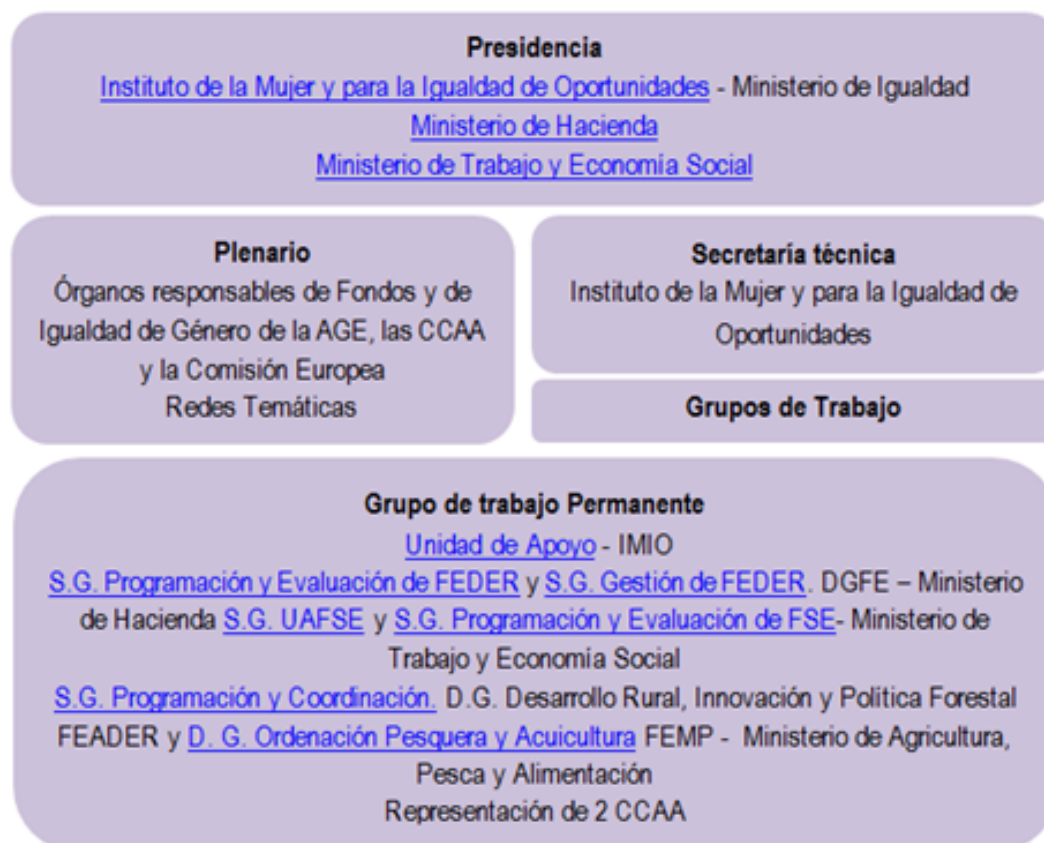 Presidencia
Instituto de la Mujer y para la Igualdad de Oportunidades - Ministerio de Igualdad
Ministerio de Hacienda
Ministerio de Trabajo y Economía Social
Plenario
Órganos responsables de Fondos y de
Igualdad de Género de la AGE, las CCAA
y la Comisión Europea
Redes Temáticas
Secretaría técnica
Instituto de la Mujer y para la Igualdad de
Oportunidades
Grupos de Trabajo
Grupo de trabajo Permanente
Unidad de Apoyo - IMIO
S.G. Programación y Evaluación de FEDER y S.G. Gestión de FEDER. DGFE – Ministerio
de Hacienda S.G. UAFSE y S.G. Programación y Evaluación de FSE- Ministerio de
Trabajo y Economía Social
S.G. Programación y Coordinación. D.G. Desarrollo Rural, Innovación y Política Forestal
FEADER y D. G. Ordenación Pesquera y Acuicultura FEMP - Ministerio de Agricultura,
Pesca y Alimentación
Representación de 2 CCAA